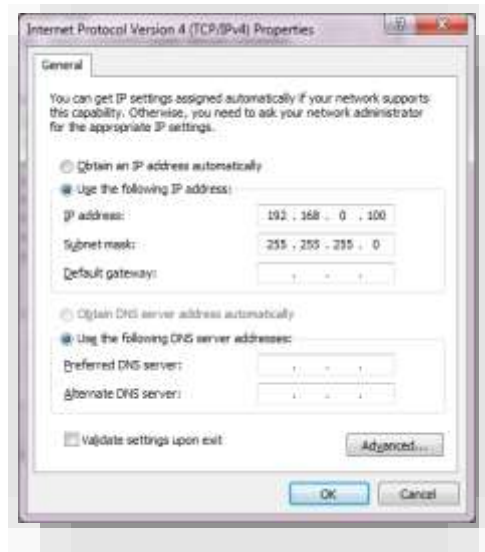 Internet Protocol Version 4 (TCP/IPv4) Properties
General
You can get IP settings assigned automatically if your network supports
this capability. Otherwise, you need to ask your network administrator
for the appropriate IP settings.
Obtain an IP address automatically
Use the following IP address:
IP address: 192 . 168 . 0 . 100
Subnet mask: 255 . 255 . 255 . 0
Default gateway: . . .
Obtain DNS server address automatically
Use the following DNS server addresses:
Preferred DNS server: . . .
Alternate DNS server: . . .
Validate settings upon exit
Advanced...
OK Cancel